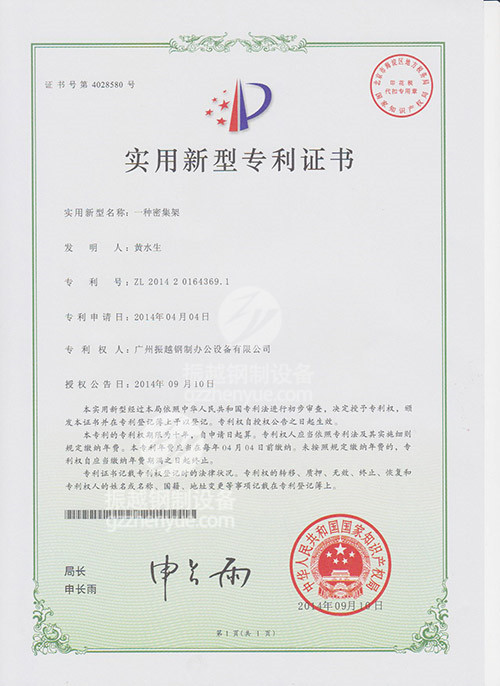 证书号第4028580号
北京市海淀区地方税务局
印花税
代扣专用章
国家知识产权局
实用新型专利证书
实用新型名称：一种密集架
发明人：黄水生
专利号：ZL 2014 2 0164369.1
专利申请日：2014年04月04日
专利权人：广州振越钢制办公设备有限公司
授权公告日：2014年09月10日
本实用新型经过本局依照中华人民共和国专利法进行初步审查，决定授予专利权，颁
发本证书并在专利登记簿上予以登记。专利权自授权公告之日起生效。
本专利的专利权期限为十年，自申请日起算。专利权人应当依照专利法及其实施细则
规定缴纳年费。本专利的年费应当在每年04月04日前缴纳。未按照规定缴纳年费的，专
利权自应当缴纳年费期满之日起终止。
专利证书记载专利权登记时的法律状况。专利权的转移、质押、无效、终止、恢复和
专利权人的姓名或名称、国籍、地址变更等事项记载在专利登记簿上。
振越钢制设备
gzzhenyue.com
振越钢制设备
gzzhenyue.com
局长
申长雨
申长雨
中华人民共和国国家知识产权局
2014年09月10日
第1页(共1页)